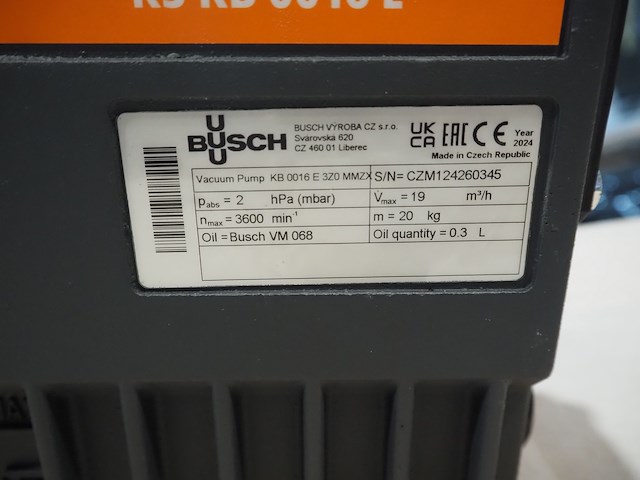 BUSCH
BUSCH VÝROBA CZ s.r.o.
Svarovska 620
CZ 460 01 Liberec
UK CA EAC CE Year 2024
Made in Czech Republic
Vacuum Pump KB 0016 E 3Z0 MMZX S/N= CZM124260345
Pabs = 2 hPa (mbar) Vmax = 19 m³/h
nmax = 3600 min⁻¹ m = 20 kg
Oil = Busch VM 068 Oil quantity = 0.3 L